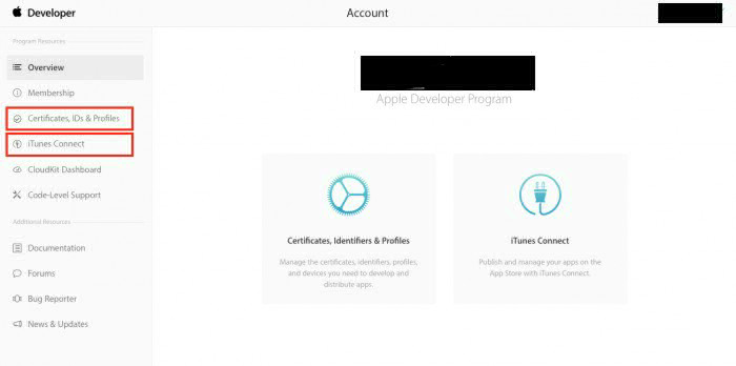 Developer
Account
Program Resources
Overview
Membership
Certificates, IDs & Profiles
iTunes Connect
CloudKit Dashboard
Code-Level Support
Additional Resources
Documentation
Forums
Bug Reporter
News & Updates
Apple Developer Program
Certificates, Identifiers & Profiles
Manage the certificates, identifiers, profiles,
and devices you need to develop and
distribute apps.
iTunes Connect
Publish and manage your apps on the
App Store with iTunes Connect.